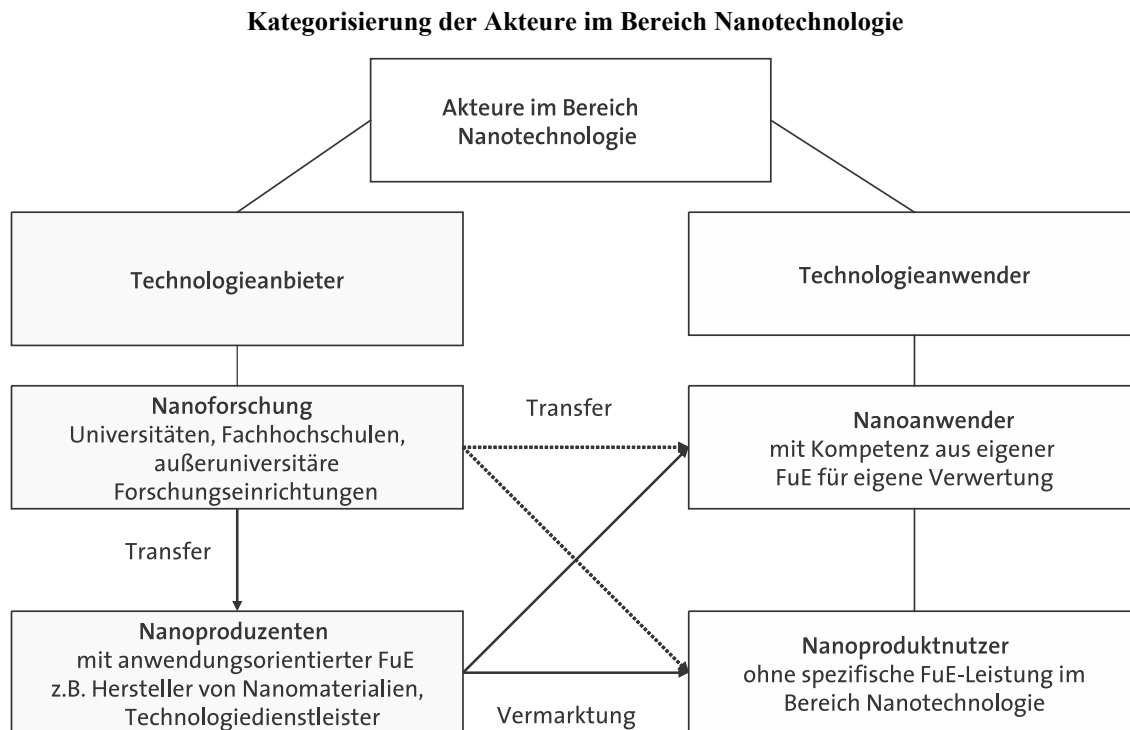 Kategorisierung der Akteure im Bereich Nanotechnologie
Akteure im Bereich
Nanotechnologie
Technologieanbieter
Technologieanwender
Nanoforschung
Universitäten, Fachhochschulen,
außeruniversitäre
Forschungseinrichtungen
Transfer
Nanoanwender
mit Kompetenz aus eigener
FuE für eigene Verwertung
Transfer
Nanoproduzenten
mit anwendungsorientierter FuE
z.B. Hersteller von Nanomaterialien,
Technologiedienstleister
Vermarktung
Nanoproduktnutzer
ohne spezifische FuE-Leistung im
Bereich Nanotechnologie